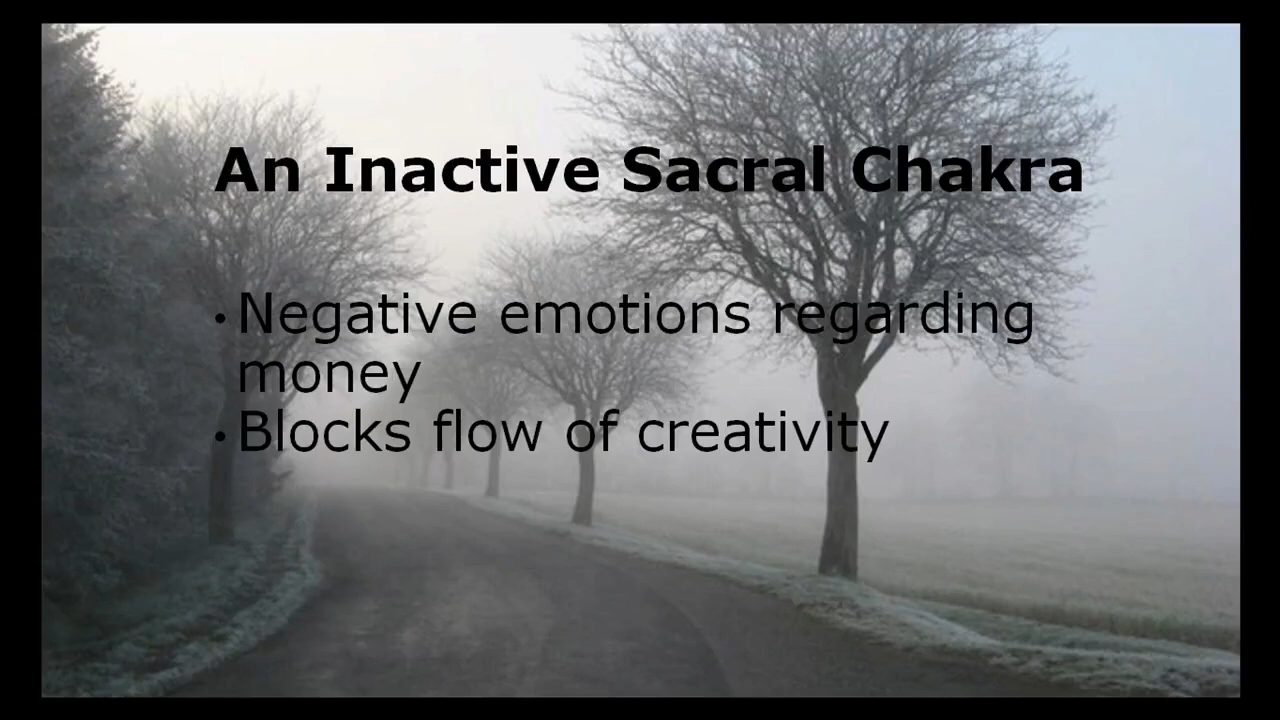 An Inactive Sacral Chakra
• Negative emotions regarding
money
• Blocks flow of creativity